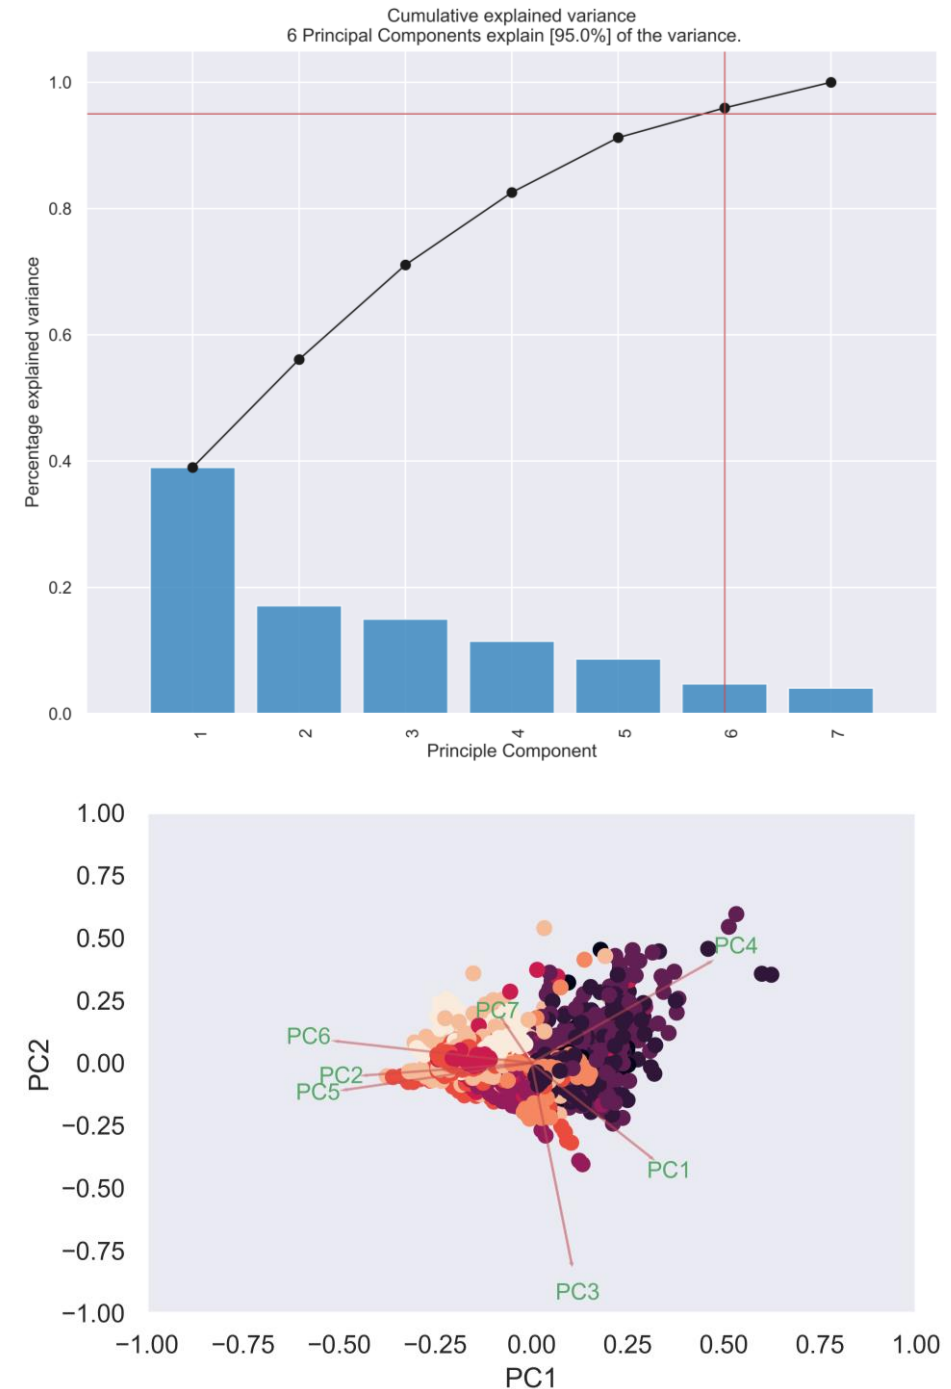 Cumulative explained variance
6 Principal Components explain [95.0%] of the variance.
1.0
0.8
0.6
0.4
0.2
0.0
Percentage explained variance
1
2
3
4
5
6
7
Principle Component
1.00
0.75
0.50
0.25
0.00
−0.25
−0.50
−0.75
−1.00
PC2
PC4
PC7
PC6
PC2
PC5
PC1
PC3
−1.00 −0.75 −0.50 −0.25 0.00 0.25 0.50 0.75 1.00
PC1